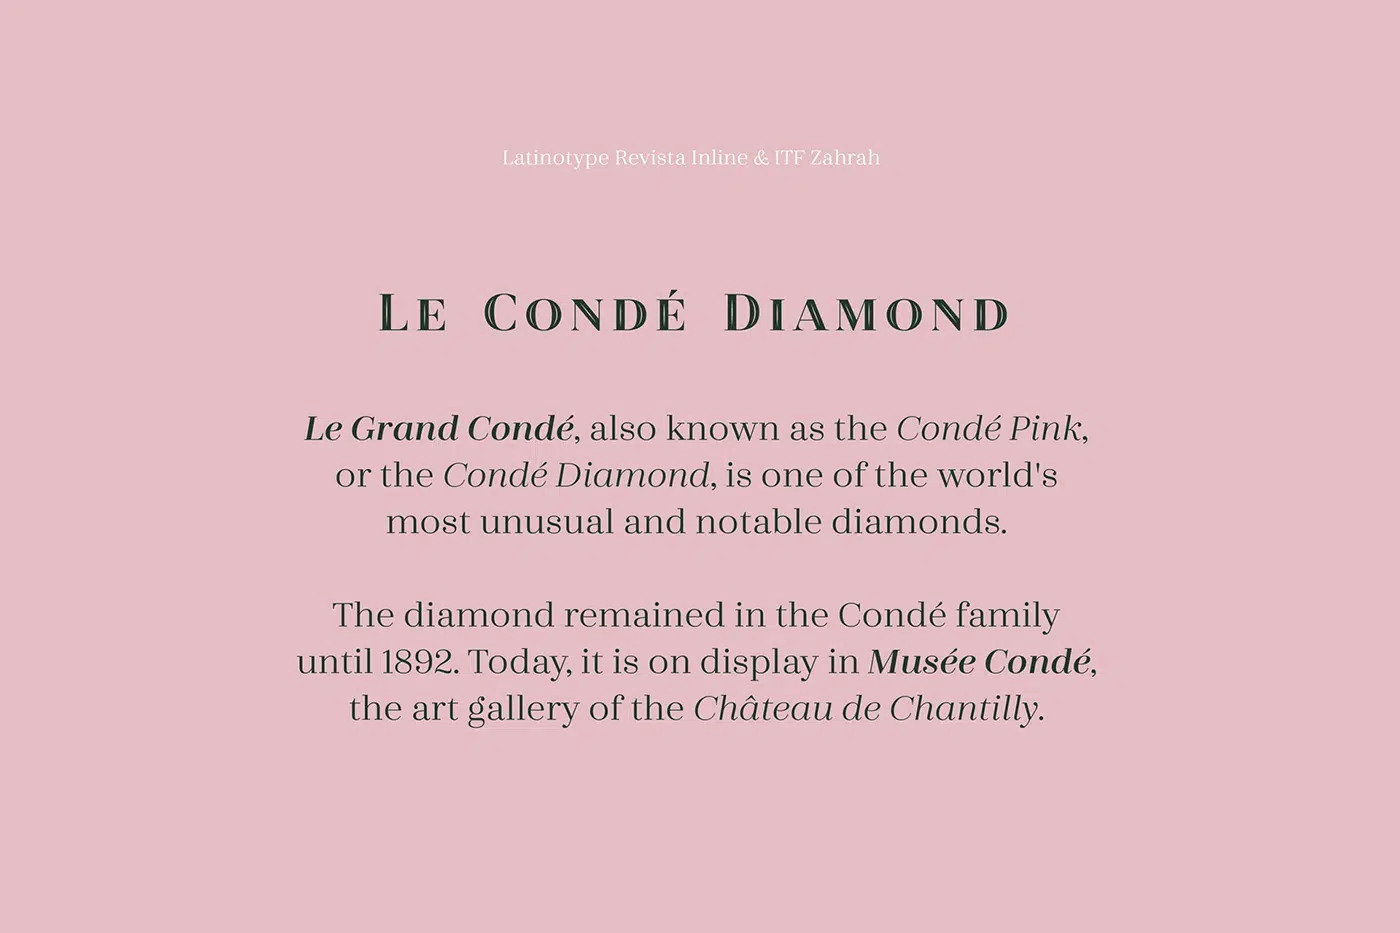 Latinotype Revista Inline & ITF Zahrah
Le Condé Diamond
Le Grand Condé, also known as the Condé Pink,
or the Condé Diamond, is one of the world's
most unusual and notable diamonds.
The diamond remained in the Condé family
until 1892. Today, it is on display in Musée Condé,
the art gallery of the Château de Chantilly.